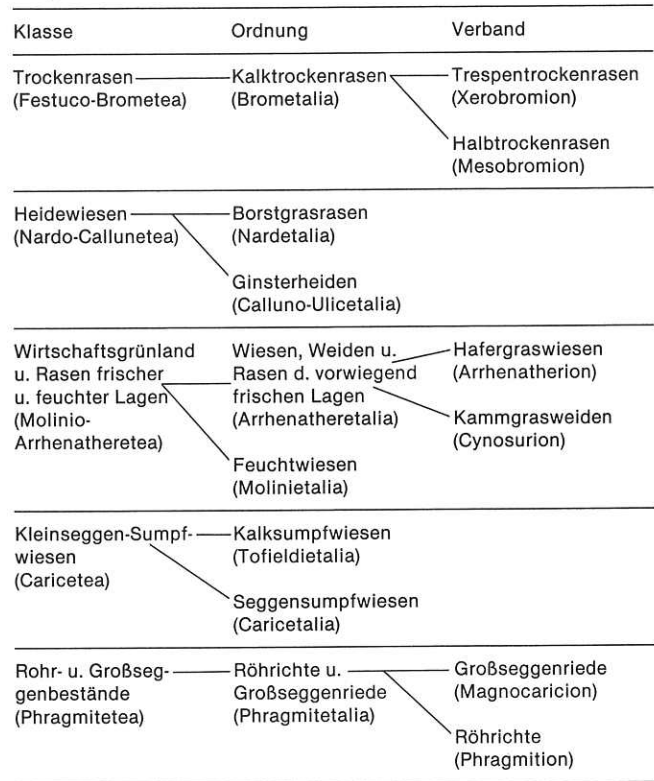 Klasse Ordnung Verband
Trockenrasen Kalktrockenrasen Trespentrockenrasen
(Festuco-Brometea) (Brometalia) (Xerobromion)
Halbtrockenrasen
(Mesobromion)
Heidewiesen Borstgrasrasen
(Nardo-Callunetea) (Nardetalia)
Ginsterheiden
(Calluno-Ulicetalia)
Wirtschaftsgrünland Wiesen, Weiden u. Hafergraswiesen
u. Rasen frischer Rasen d. vorwiegend (Arrhenatherion)
u. feuchter Lagen frischen Lagen
(Molinio- (Arrhenatheretalia) Kammgrasweiden
Arrhenatheretea) (Cynosurion)
Feuchtwiesen
(Molinietalia)
Kleinseggen-Sumpf- Kalksumpfwiesen
wiesen (Tofieldietalia)
(Caricetea)
Seggensumpfwiesen
(Caricetalia)
Rohr- u. Großseg- Röhrichte u. Großseggenriede
genbestände Großseggenriede (Magnocaricion)
(Phragmitetea) (Phragmitetalia)
Röhrichte
(Phragmition)